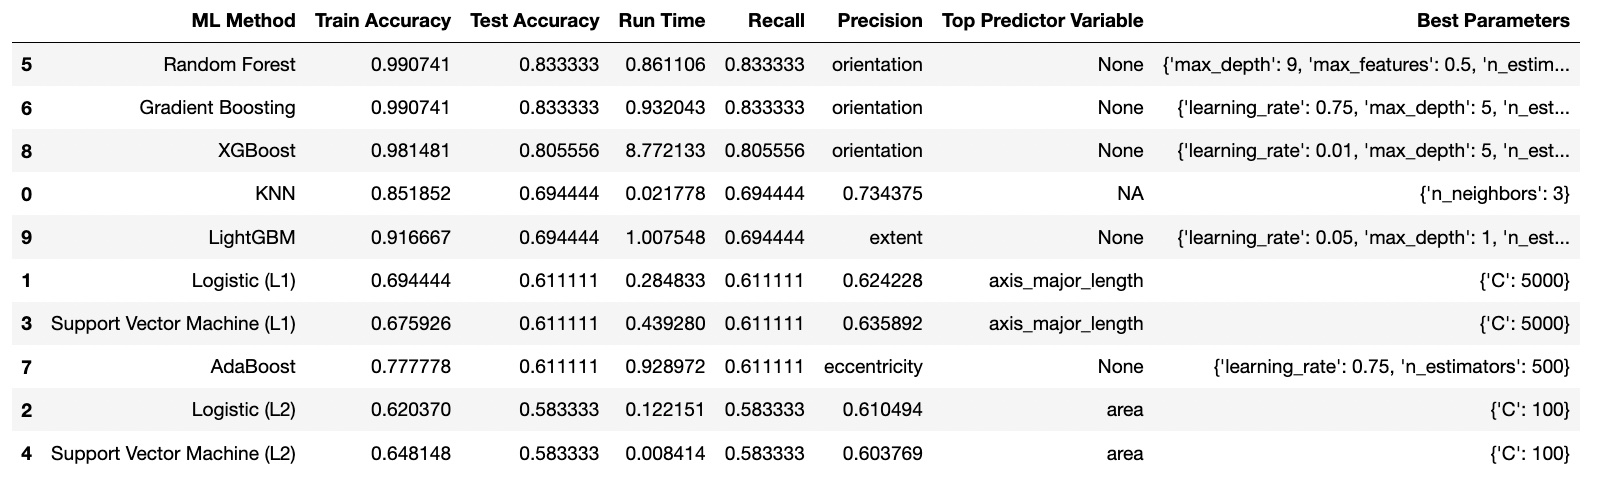 ML Method Train Accuracy Test Accuracy Run Time Recall Precision Top Predictor Variable Best Parameters
5 Random Forest 0.990741 0.833333 0.861106 0.833333 orientation None {'max_depth': 9, 'max_features': 0.5, 'n_estim...
6 Gradient Boosting 0.990741 0.833333 0.932043 0.833333 orientation None {'learning_rate': 0.75, 'max_depth': 5, 'n_est...
8 XGBoost 0.981481 0.805556 8.772133 0.805556 orientation None {'learning_rate': 0.01, 'max_depth': 5, 'n_est...
0 KNN 0.851852 0.694444 0.021778 0.694444 0.734375 NA {'n_neighbors': 3}
9 LightGBM 0.916667 0.694444 1.007548 0.694444 extent None {'learning_rate': 0.05, 'max_depth': 1, 'n_est...
1 Logistic (L1) 0.694444 0.611111 0.284833 0.611111 0.624228 axis_major_length {'C': 5000}
3 Support Vector Machine (L1) 0.675926 0.611111 0.439280 0.611111 0.635892 axis_major_length {'C': 5000}
7 AdaBoost 0.777778 0.611111 0.928972 0.611111 eccentricity None {'learning_rate': 0.75, 'n_estimators': 500}
2 Logistic (L2) 0.620370 0.583333 0.122151 0.583333 0.610494 area {'C': 100}
4 Support Vector Machine (L2) 0.648148 0.583333 0.008414 0.583333 0.603769 area {'C': 100}